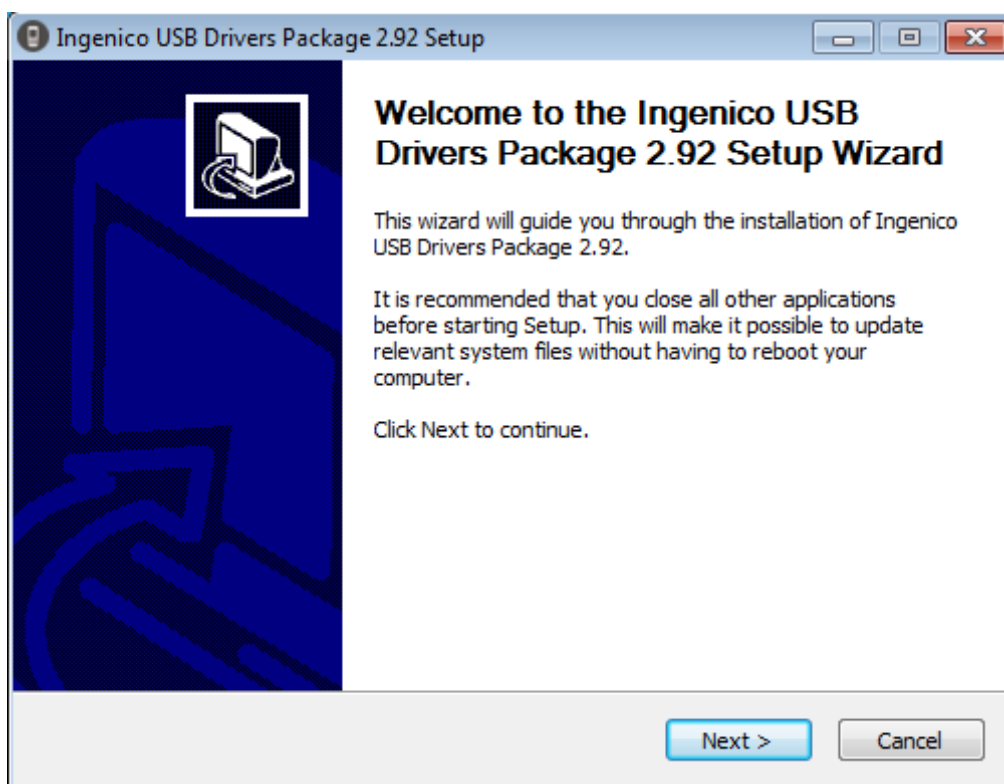 Ingenico USB Drivers Package 2.92 Setup
Welcome to the Ingenico USB
Drivers Package 2.92 Setup Wizard
This wizard will guide you through the installation of Ingenico
USB Drivers Package 2.92.
It is recommended that you close all other applications
before starting Setup. This will make it possible to update
relevant system files without having to reboot your
computer.
Click Next to continue.
Next >
Cancel